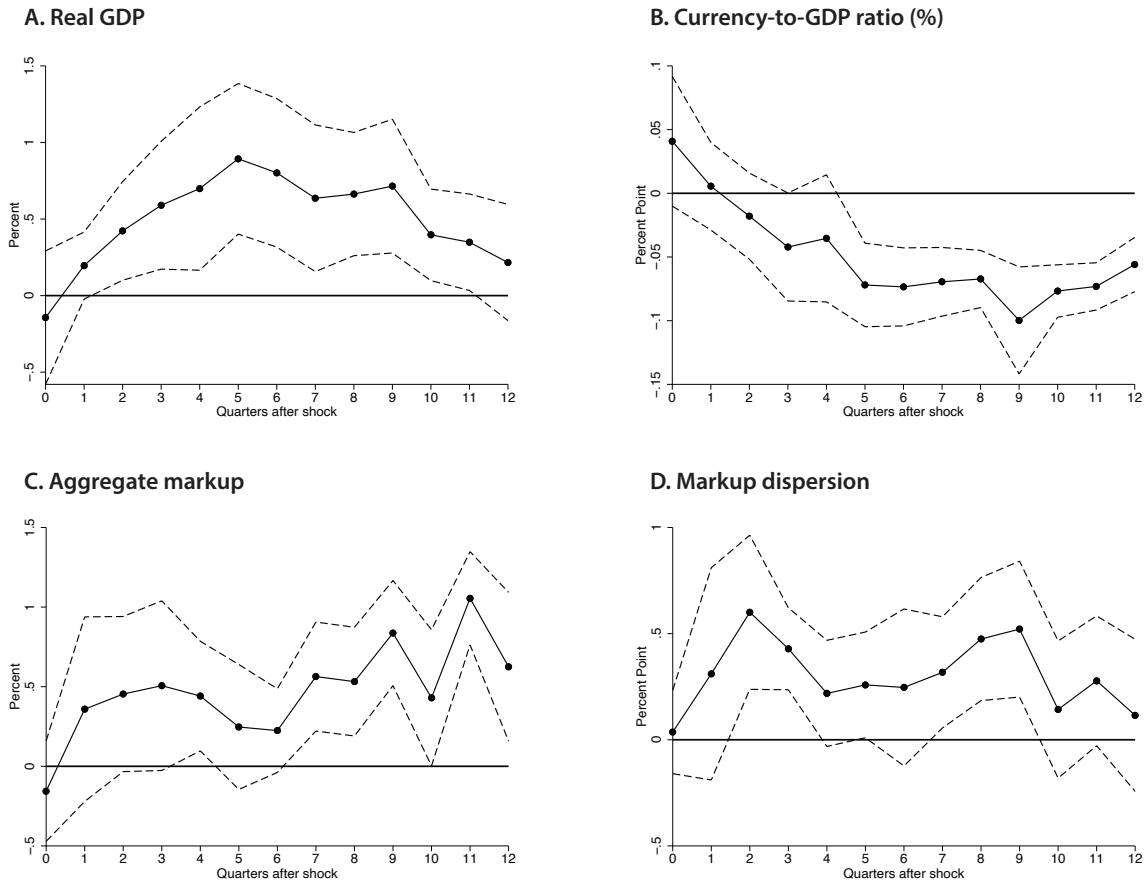 A. Real GDP
1.5
1
.5
0
-.5
Percent
0 1 2 3 4 5 6 7 8 9 10 11 12
Quarters after shock
B. Currency-to-GDP ratio (%)
.1
.05
0
-.05
-.1
-.15
Percent Point
0 1 2 3 4 5 6 7 8 9 10 11 12
Quarters after shock
C. Aggregate markup
1.5
1
.5
0
-.5
Percent
0 1 2 3 4 5 6 7 8 9 10 11 12
Quarters after shock
D. Markup dispersion
1
.5
0
-.5
Percent Point
0 1 2 3 4 5 6 7 8 9 10 11 12
Quarters after shock